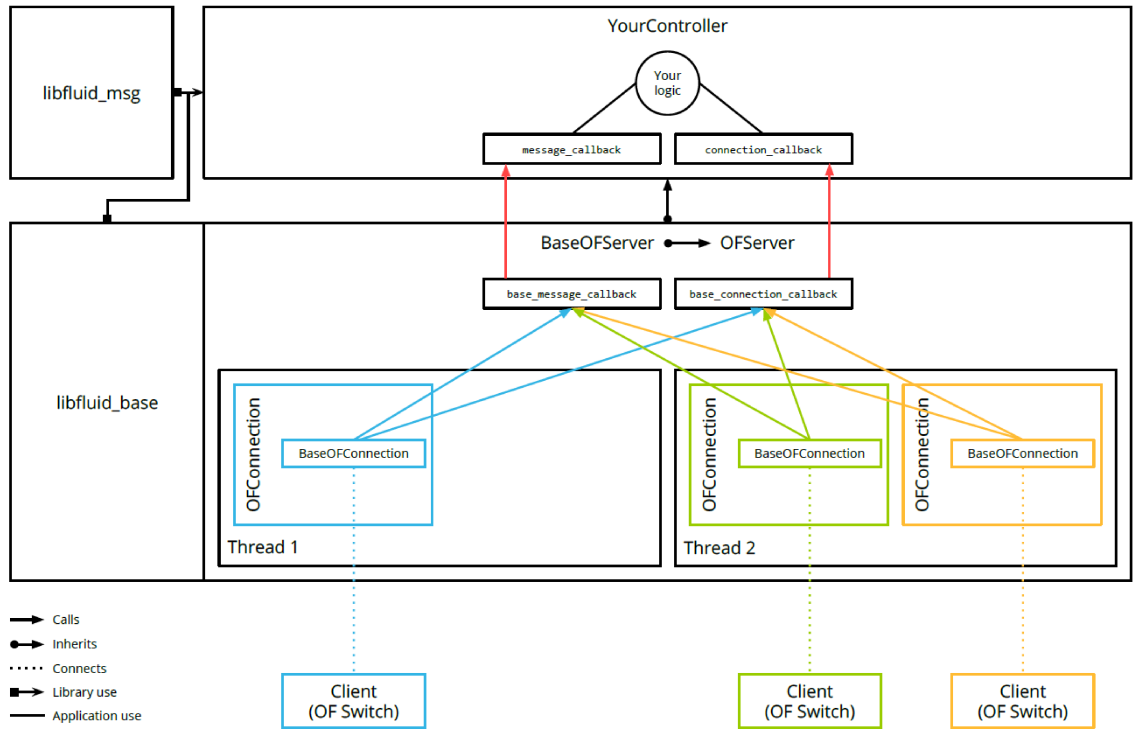 YourController
libfluid_msg
Your
logic
message_callback
connection_callback
BaseOFServer
OFServer
base_message_callback
base_connection_callback
libfluid_base
OFConnection
BaseOFConnection
OFConnection
BaseOFConnection
OFConnection
BaseOFConnection
Thread 1
Thread 2
Calls
Inherits
Connects
Library use
Application use
Client
(OF Switch)
Client
(OF Switch)
Client
(OF Switch)